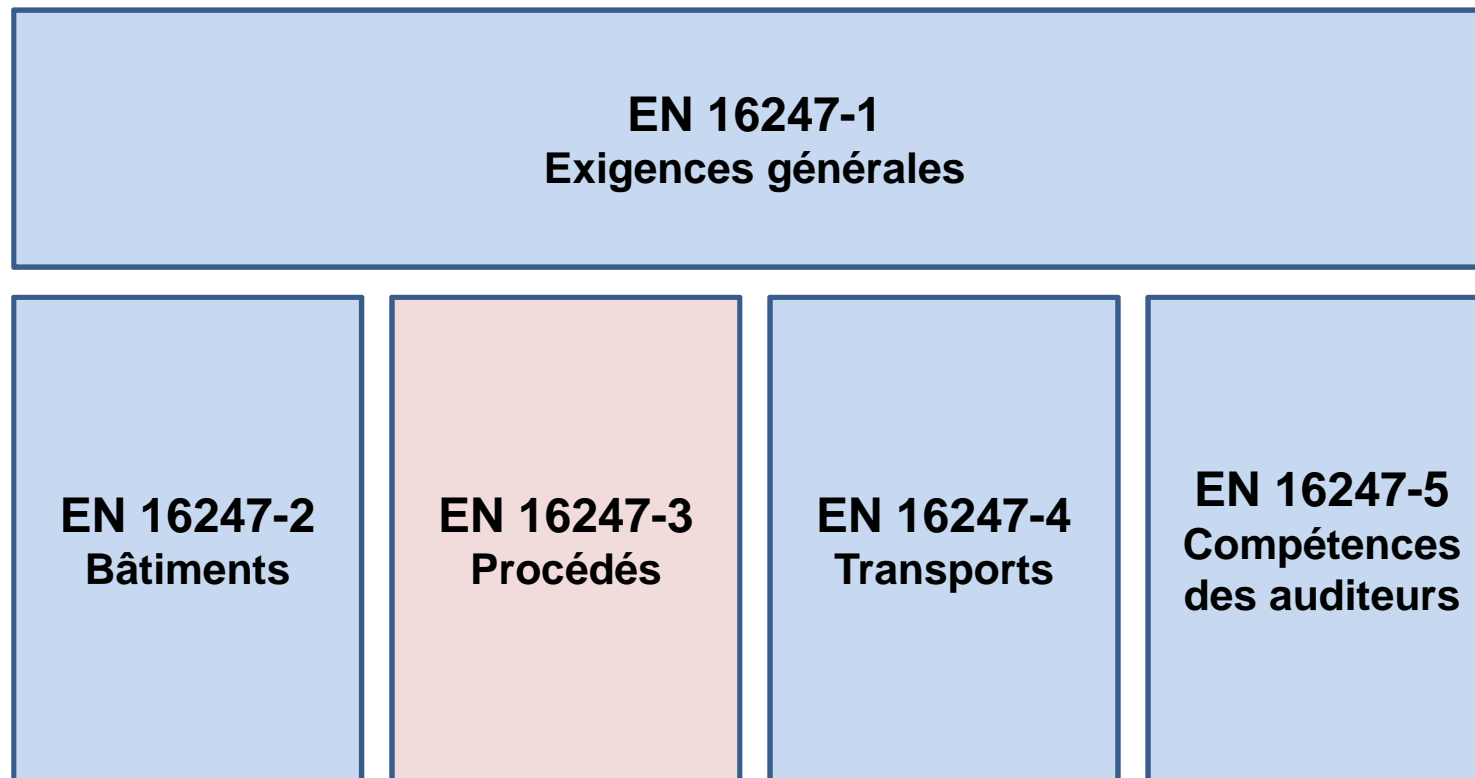 EN 16247-1
Exigences générales
EN 16247-2
Bâtiments
EN 16247-3
Procédés
EN 16247-4
Transports
EN 16247-5
Compétences
des auditeurs